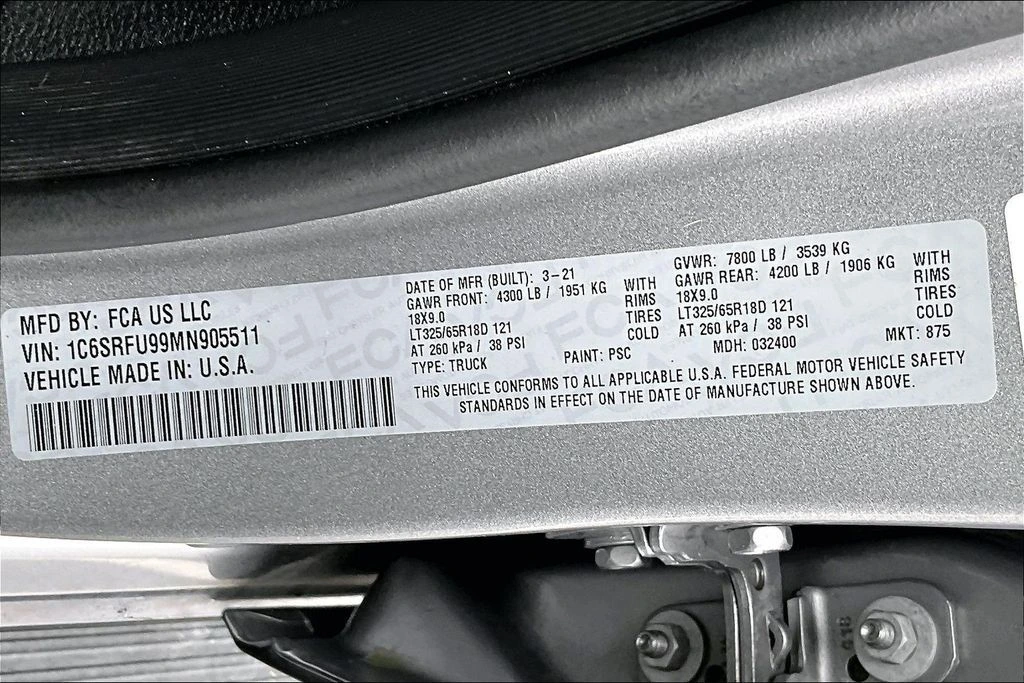 MFD BY: FCA US LLC
VIN: 1C6SRFU99MN905511
VEHICLE MADE IN: U.S.A.
DATE OF MFR (BUILT): 3-21
GAWR FRONT: 4300 LB / 1951 KG WITH
18X9.0 RIMS
LT325/65R18D 121 TIRES
AT 260 kPa / 38 PSI COLD
TYPE: TRUCK PAINT: PSC
GVWR: 7800 LB / 3539 KG
GAWR REAR: 4200 LB / 1906 KG WITH
18X9.0 RIMS
LT325/65R18D 121 TIRES
AT 260 kPa / 38 PSI COLD
MDH: 032400 MKT: 875
THIS VEHICLE CONFORMS TO ALL APPLICABLE U.S.A. FEDERAL MOTOR VEHICLE SAFETY
STANDARDS IN EFFECT ON THE DATE OF MANUFACTURE SHOWN ABOVE.